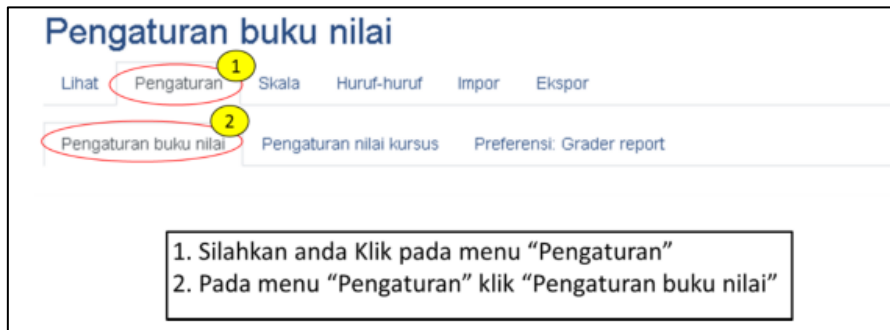 Pengaturan buku nilai
1
Lihat Pengaturan Skala Huruf-huruf Impor Ekspor
2
Pengaturan buku nilai Pengaturan nilai kursus Preferensi: Grader report
1. Silahkan anda Klik pada menu “Pengaturan”
2. Pada menu “Pengaturan” klik “Pengaturan buku nilai”